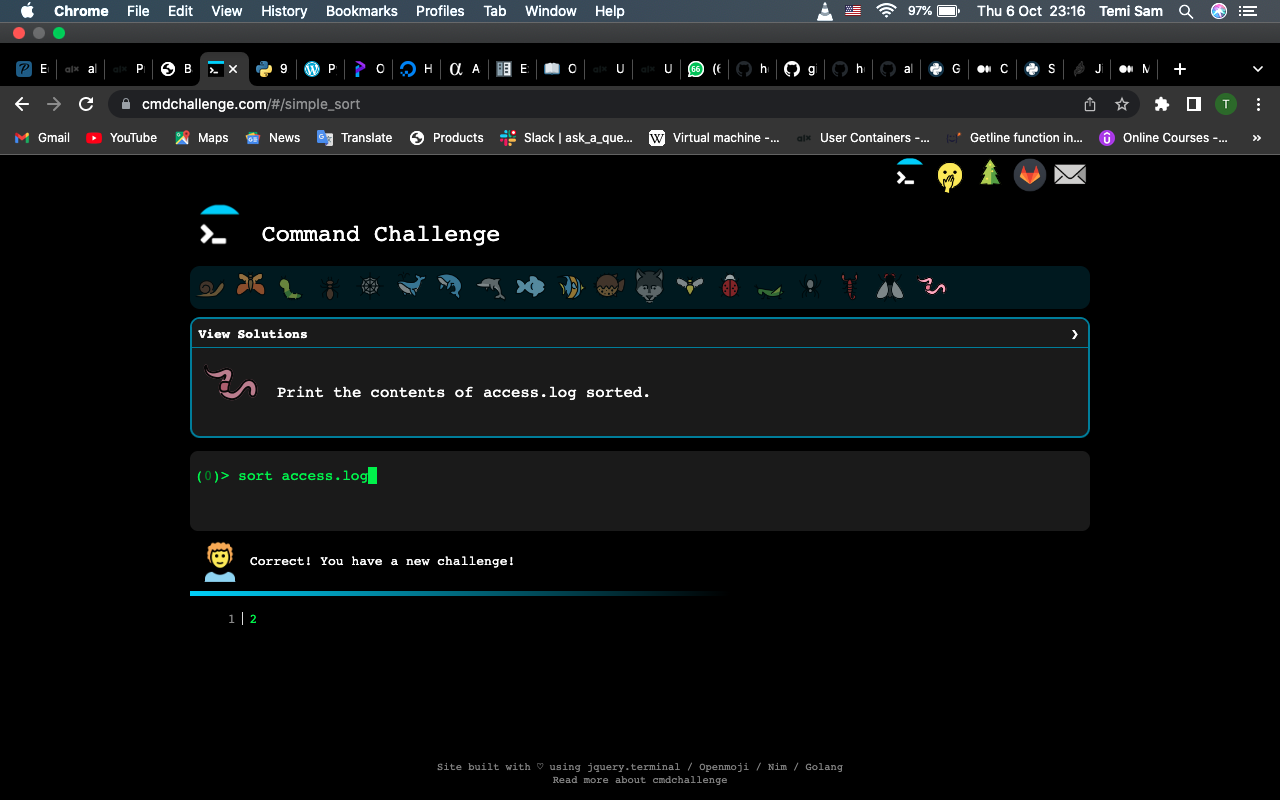 Chrome File Edit View History Bookmarks Profiles Tab Window Help 97% Thu 6 Oct 23:16 Temi Sam
E al P B 9 P O H A E O U U (6 h g h al G C S Ji M
cmdchallenge.com/#/simple_sort T
Gmail YouTube Maps News Translate Products Slack | ask_a_que... Virtual machine -... User Containers -... Getline function in... Online Courses -... »
Command Challenge
View Solutions ❯
Print the contents of access.log sorted.
(0)> sort access.log
Correct! You have a new challenge!
1 2
Site built with ♡ using jquery.terminal / Openmoji / Nim / Golang
Read more about cmdchallenge